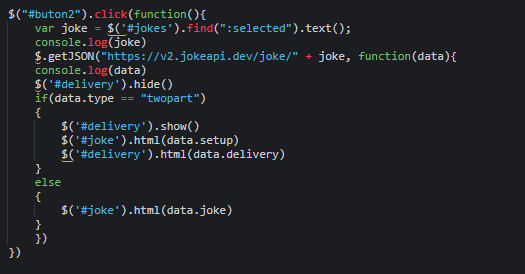 $("#buton2").click(function(){
    var joke = $('#jokes').find(":selected").text();
    console.log(joke)
    $.getJSON("https://v2.jokeapi.dev/joke/" + joke, function(data){
    console.log(data)
    $('#delivery').hide()
    if(data.type == "twopart")
    {
        $('#delivery').show()
        $('#joke').html(data.setup)
        $('#delivery').html(data.delivery)
    }
    else
    {
        $('#joke').html(data.joke)
    }
    })
})